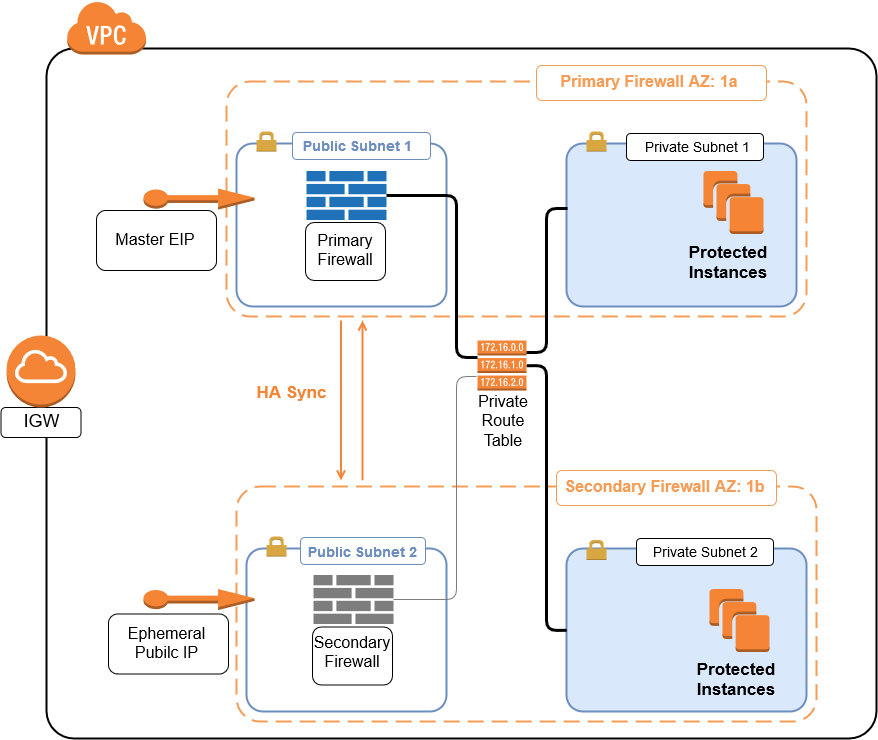 VPC
Primary Firewall AZ: 1a
Public Subnet 1
Private Subnet 1
Master EIP
Primary
Firewall
Protected
Instances
172.16.0.0
172.16.1.0
172.16.2.0
HA Sync
Private
Route
Table
IGW
Secondary Firewall AZ: 1b
Public Subnet 2
Private Subnet 2
Ephemeral
Pubilc IP
Secondary
Firewall
Protected
Instances